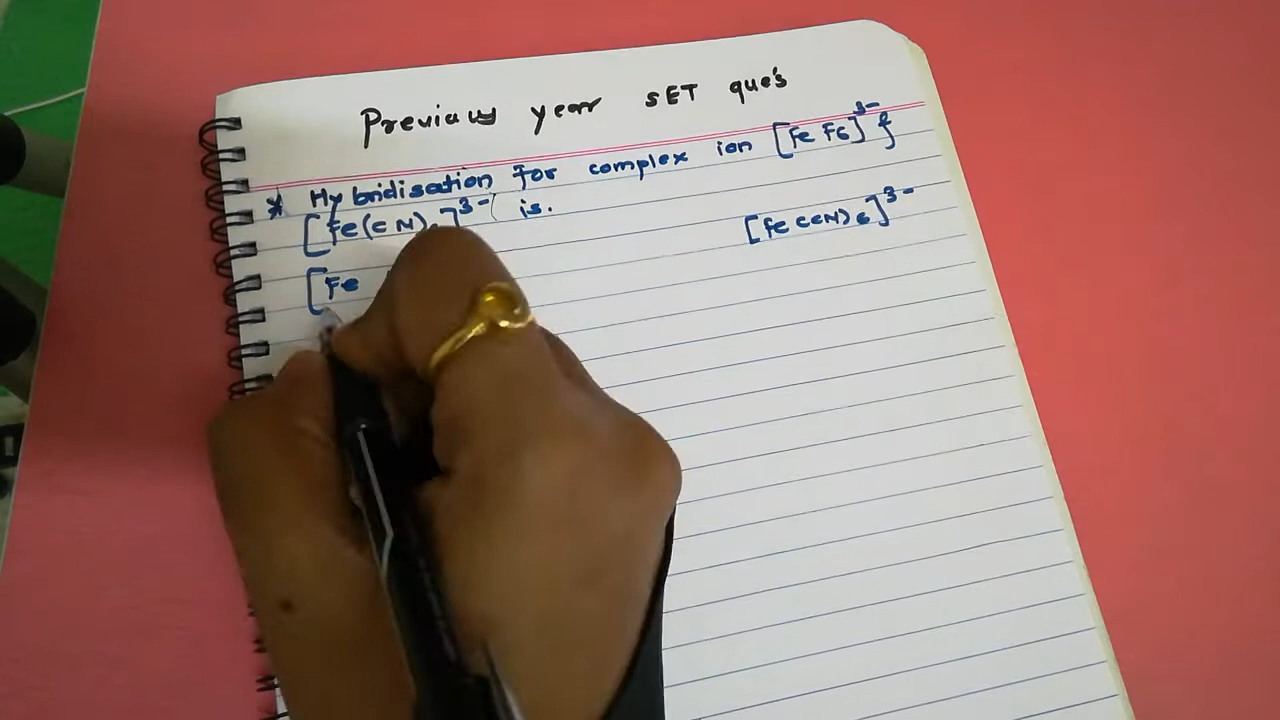 Previous year SET que's
* Hybridisation for complex ion [Fe F6]3- &
[Fe(CN)6]3- is.
[Fe(CN)6]3-
[Fe